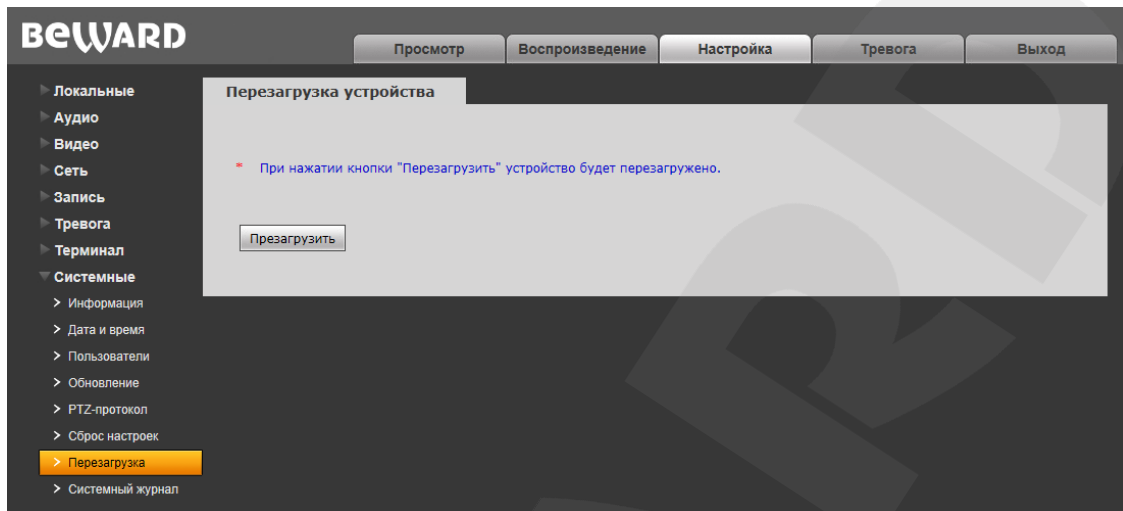 BEWARD
Просмотр
Воспроизведение
Настройка
Тревога
Выход
Локальные
Аудио
Видео
Сеть
Запись
Тревога
Терминал
Системные
> Информация
> Дата и время
> Пользователи
> Обновление
> PTZ-протокол
> Сброс настроек
> Перезагрузка
> Системный журнал
Перезагрузка устройства
* При нажатии кнопки "Перезагрузить" устройство будет перезагружено.
Презагрузить